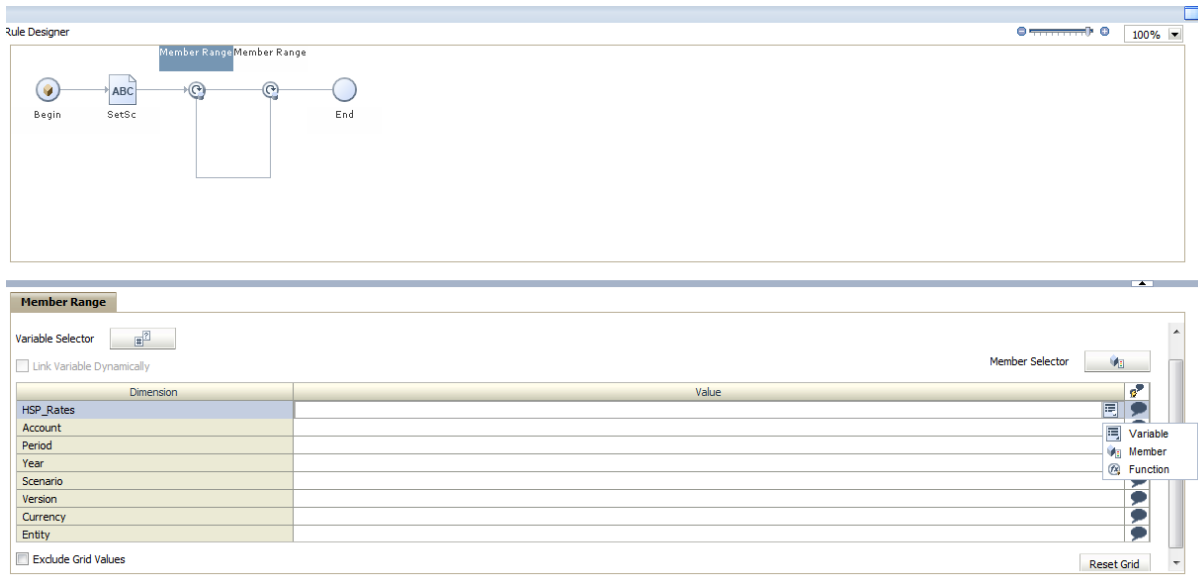 Rule Designer
100%
Member Range Member Range
ABC
Begin SetSc End
Member Range
Variable Selector
Link Variable Dynamically
Member Selector
Dimension Value
HSP_Rates
Account
Variable
Period
Member
Year
Function
Scenario
Version
Currency
Entity
Exclude Grid Values
Reset Grid